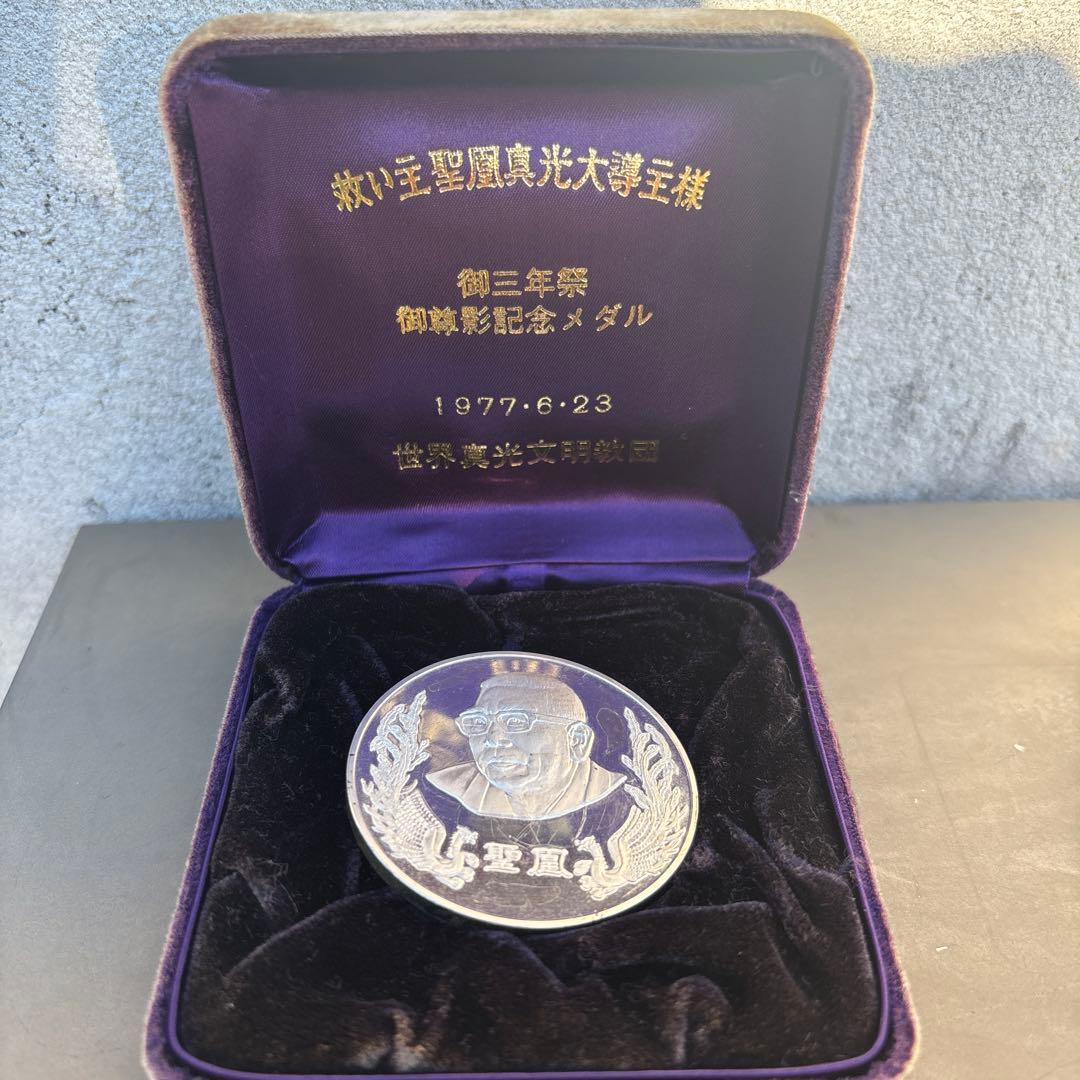 救い主聖凰真光大導主様
御三年祭
御尊影記念メダル
1977・6・23
世界真光文明教団
聖凰